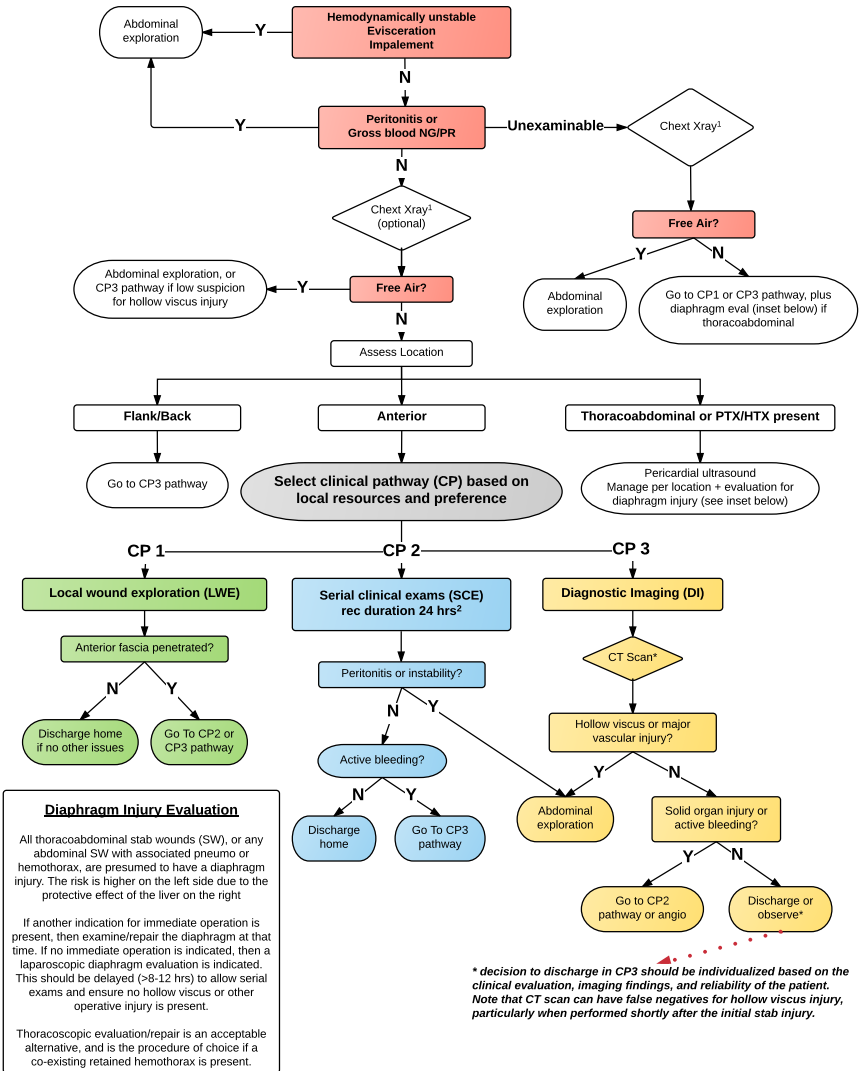 Hemodynamically unstable
Evisceration
Impalement
Y
Abdominal
exploration
N
Peritonitis or
Gross blood NG/PR
Y
Unexaminable
Chext Xray¹
N
Chext Xray¹
(optional)
Free Air?
Y
N
Abdominal
exploration
Go to CP1 or CP3 pathway, plus
diaphragm eval (inset below) if
thoracoabdominal
Free Air?
Y
Abdominal exploration, or
CP3 pathway if low suspicion
for hollow viscus injury
N
Assess Location
Flank/Back
Anterior
Thoracoabdominal or PTX/HTX present
Go to CP3 pathway
Select clinical pathway (CP) based on
local resources and preference
Pericardial ultrasound
Manage per location + evaluation for
diaphragm injury (see inset below)
CP 1
CP 2
CP 3
Local wound exploration (LWE)
Anterior fascia penetrated?
N
Y
Discharge home
if no other issues
Go To CP2 or
CP3 pathway
Serial clinical exams (SCE)
rec duration 24 hrs²
Peritonitis or instability?
N
Y
Active bleeding?
N
Y
Discharge
home
Go To CP3
pathway
Diagnostic Imaging (DI)
CT Scan*
Hollow viscus or major
vascular injury?
Y
N
Abdominal
exploration
Solid organ injury or
active bleeding?
Y
N
Go to CP2
pathway or angio
Discharge or
observe*
* decision to discharge in CP3 should be individualized based on the
clinical evaluation, imaging findings, and reliability of the patient.
Note that CT scan can have false negatives for hollow viscus injury,
particularly when performed shortly after the initial stab injury.
Diaphragm Injury Evaluation
All thoracoabdominal stab wounds (SW), or any
abdominal SW with associated pneumo or
hemothorax, are presumed to have a diaphragm
injury. The risk is higher on the left side due to the
protective effect of the liver on the right
If another indication for immediate operation is
present, then examine/repair the diaphragm at that
time. If no immediate operation is indicated, then a
laparoscopic diaphragm evaluation is indicated.
This should be delayed (>8-12 hrs) to allow serial
exams and ensure no hollow viscus or other
operative injury is present.
Thoracoscopic evaluation/repair is an acceptable
alternative, and is the procedure of choice if a
co-existing retained hemothorax is present.